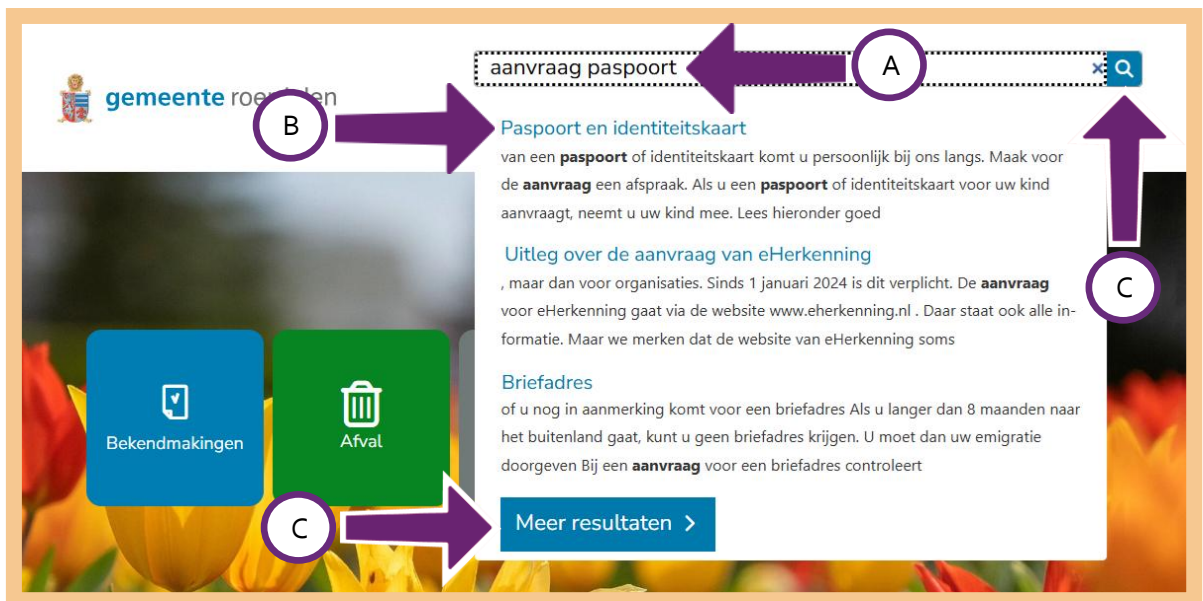 aanvraag paspoort
A
gemeente
B
Paspoort en identiteitskaart
van een paspoort of identiteitskaart komt u persoonlijk bij ons langs. Maak voor
de aanvraag een afspraak. Als u een paspoort of identiteitskaart voor uw kind
aanvraagt, neemt u uw kind mee. Lees hieronder goed
Uitleg over de aanvraag van eHerkenning
, maar dan voor organisaties. Sinds 1 januari 2024 is dit verplicht. De aanvraag
voor eHerkenning gaat via de website www.eherkenning.nl . Daar staat ook alle in-
formatie. Maar we merken dat de website van eHerkenning soms
C
Briefadres
of u nog in aanmerking komt voor een briefadres Als u langer dan 8 maanden naar
het buitenland gaat, kunt u geen briefadres krijgen. U moet dan uw emigratie
doorgeven Bij een aanvraag voor een briefadres controleert
Bekendmakingen
Afval
C
Meer resultaten